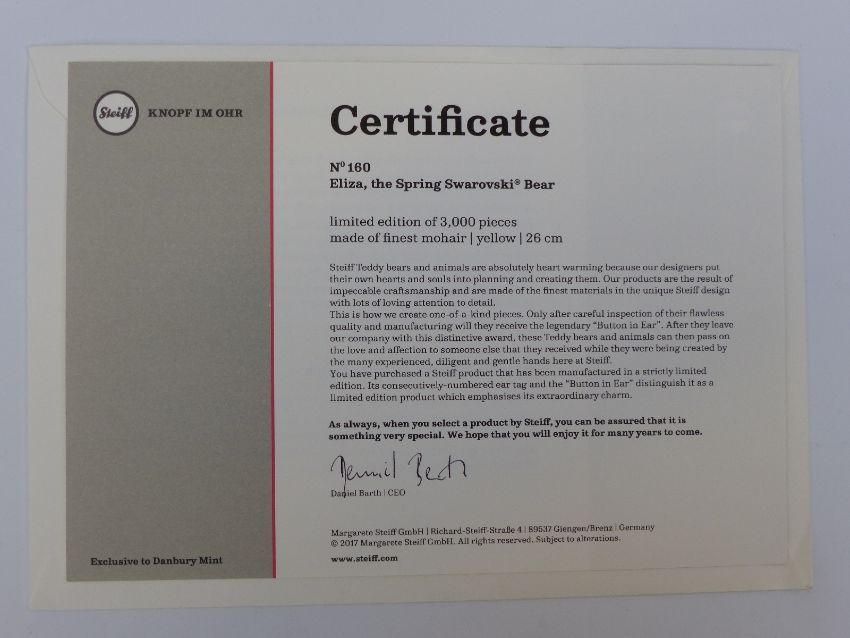 Steiff KNOPF IM OHR
Certificate
Nº 160
Eliza, the Spring Swarovski® Bear
limited edition of 3,000 pieces
made of finest mohair | yellow | 26 cm
Steiff Teddy bears and animals are absolutely heart warming because our designers put
their own hearts and souls into planning and creating them. Our products are the result of
impeccable craftsmanship and are made of the finest materials in the unique Steiff design
with lots of loving attention to detail.
This is how we create one-of-a-kind pieces. Only after careful inspection of their flawless
quality and manufacturing will they receive the legendary “Button in Ear”. After they leave
our company with this distinctive award, these Teddy bears and animals can then pass on
the love and affection to someone else that they received while they were being created by
the many experienced, diligent and gentle hands here at Steiff.
You have purchased a Steiff product that has been manufactured in a strictly limited
edition. Its consecutively-numbered ear tag and the “Button in Ear” distinguish it as a
limited edition product which emphasises its extraordinary charm.
As always, when you select a product by Steiff, you can be assured that it is
something very special. We hope that you will enjoy it for many years to come.
Daniel Barth | CEO
Margarete Steiff GmbH | Richard-Steiff-Straße 4 | 89537 Giengen/Brenz | Germany
© 2017 Margarete Steiff GmbH. All rights reserved. Subject to alterations.
www.steiff.com
Exclusive to Danbury Mint